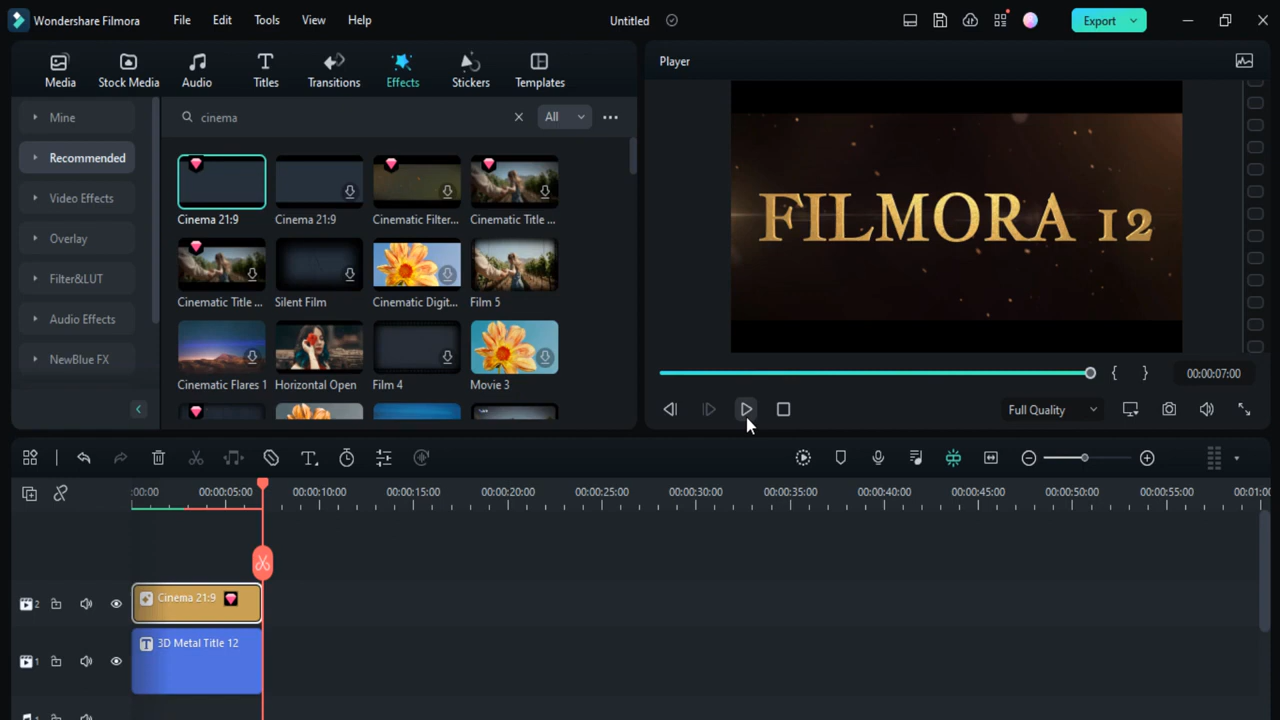 Wondershare Filmora
File
Edit
Tools
View
Help
Untitled
Export
Media
Stock Media
Audio
Titles
Transitions
Effects
Stickers
Templates
Player
Mine
Recommended
Video Effects
Overlay
Filter&LUT
Audio Effects
NewBlue FX
cinema
All
Cinema 21:9
Cinema 21:9
Cinematic Filter...
Cinematic Title ...
Cinematic Title ...
Silent Film
Cinematic Digit...
Film 5
Cinematic Flares 1
Horizontal Open
Film 4
Movie 3
FILMORA 12
{ }
00:00:07:00
Full Quality
:00:00
00:00:05:00
00:00:10:00
00:00:15:00
00:00:20:00
00:00:25:00
00:00:30:00
00:00:35:00
00:00:40:00
00:00:45:00
00:00:50:00
00:00:55:00
00:01:0
2
Cinema 21:9
1
T 3D Metal Title 12